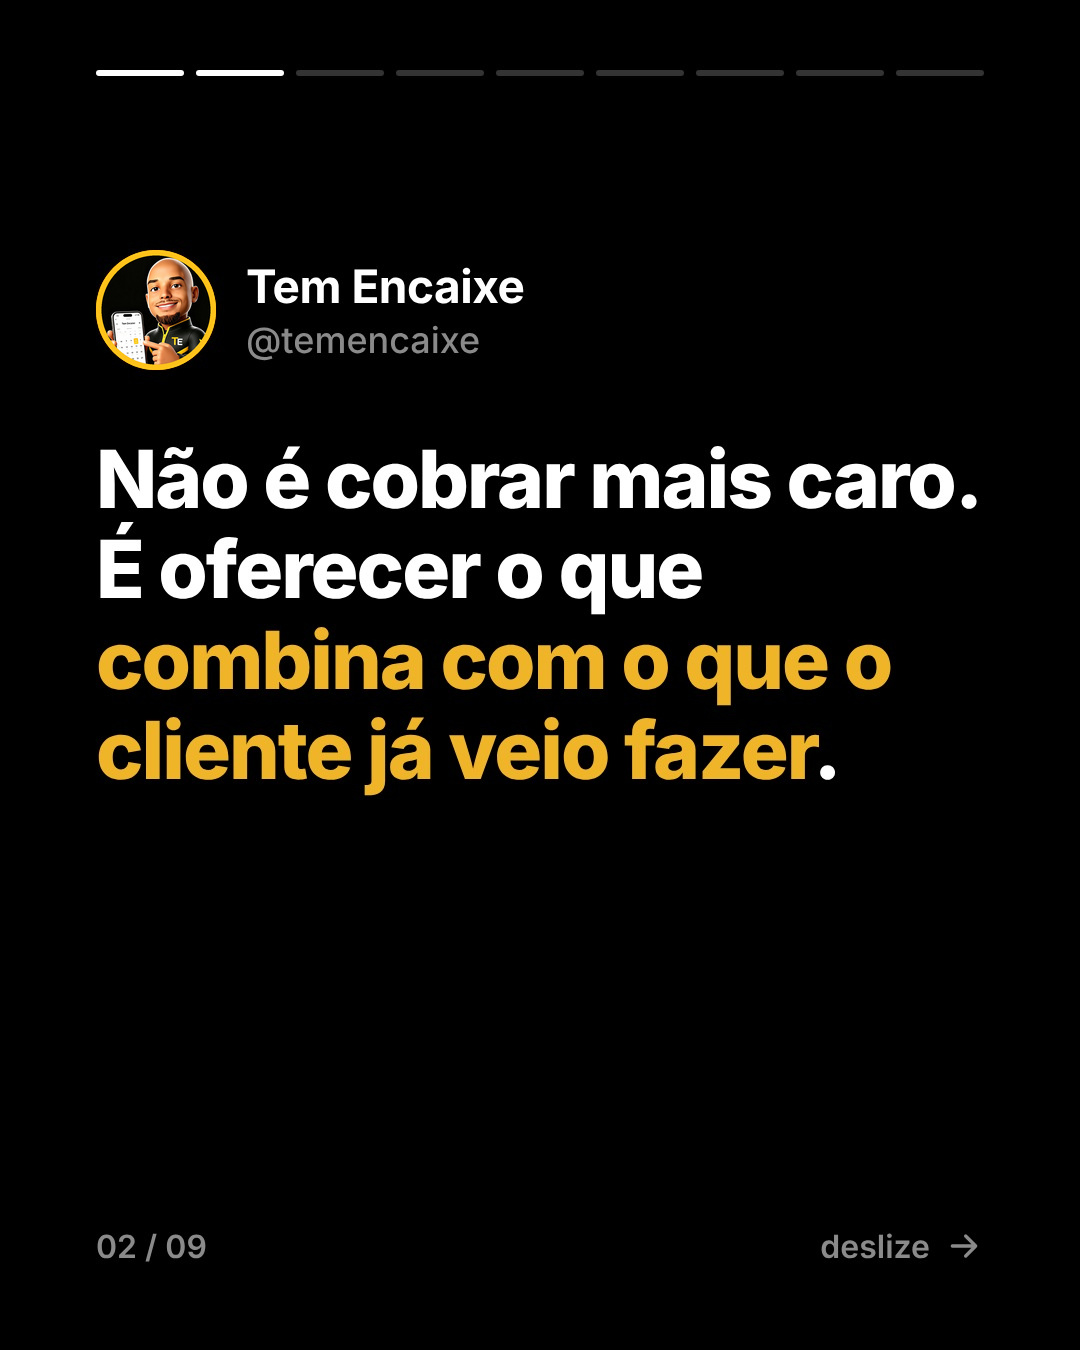 Tem Encaixe
@temencaixe
TE
Não é cobrar mais caro.
É oferecer o que
combina com o que o
cliente já veio fazer.
02 / 09
deslize →